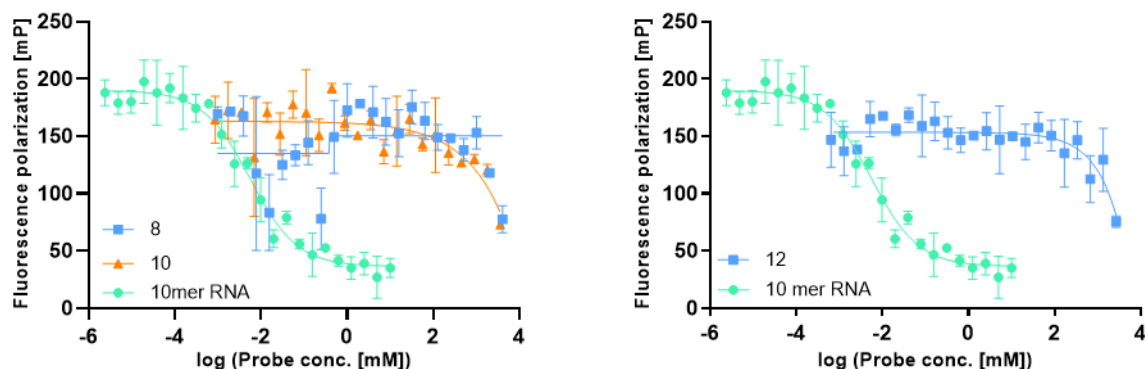 Fluorescence polarization [mP]
250
200
150
100
50
0
8
10
10mer RNA
-6 -4 -2 0 2 4
log (Probe conc. [mM])
Fluorescence polarization [mP]
250
200
150
100
50
0
12
10 mer RNA
-6 -4 -2 0 2 4
log (Probe conc. [mM])